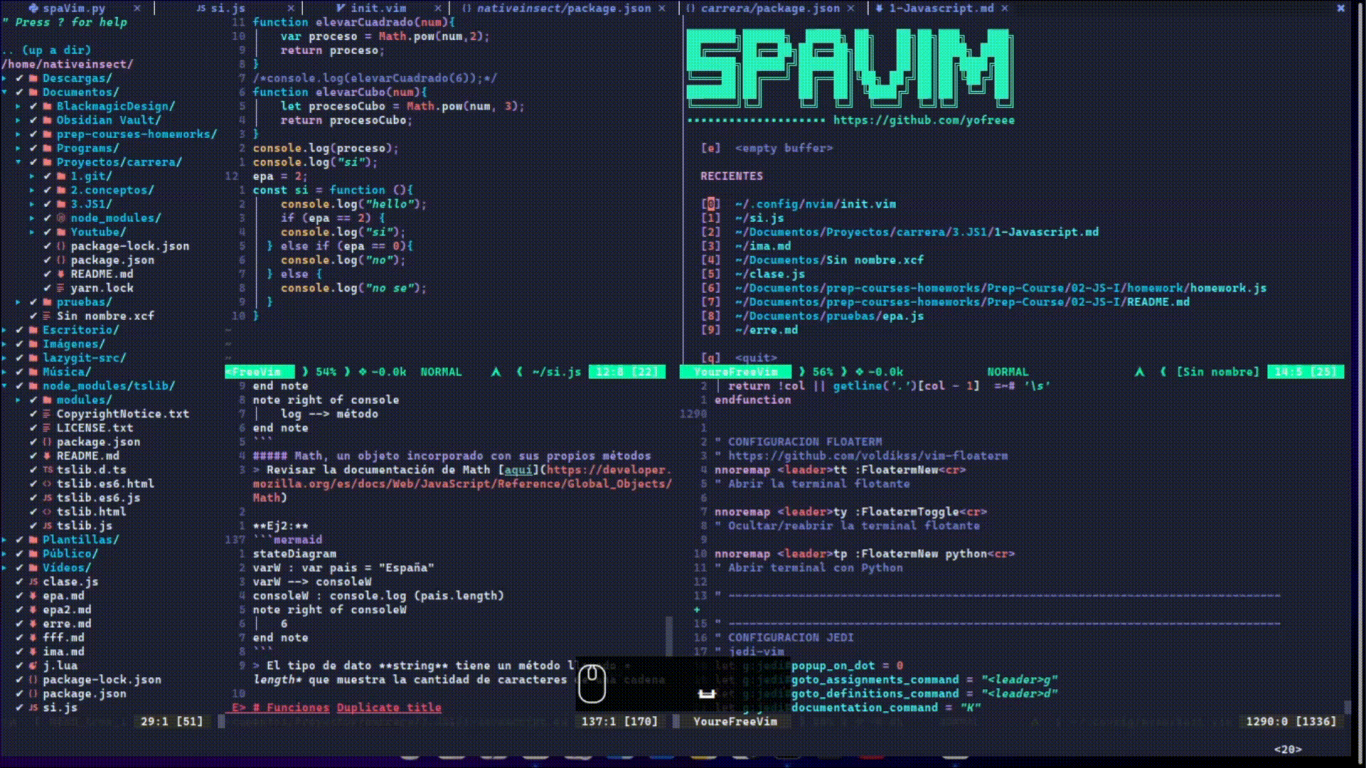 spaVim.py × si.js × init.vim × nativeinsect/package.json × carrera/package.json × 1-Javascript.md × ×
" Press ? for help
.. (up a dir)
/home/nativeinsect/
Descargas/
Documentos/
BlackmagicDesign/
Obsidian Vault/
prep-courses-homeworks/
Programs/
Proyectos/carrera/
1.git/
2.conceptos/
3.JS1/
node_modules/
Youtube/
package-lock.json
package.json
README.md
yarn.lock
pruebas/
Sin nombre.xcf
Escritorio/
Imágenes/
lazygit-src/
Música/
node_modules/tslib/
modules/
CopyrightNotice.txt
LICENSE.txt
package.json
README.md
tslib.d.ts
tslib.es6.html
tslib.es6.js
tslib.html
tslib.js
Plantillas/
Público/
Vídeos/
clase.js
epa.md
epa2.md
erre.md
fff.md
ima.md
j.lua
package-lock.json
package.json
si.js
29:1 [51]
11 function elevarCuadrado(num){
10 var proceso = Math.pow(num,2);
9 return proceso;
8 }
7 /*console.log(elevarCuadrado(6));*/
6 function elevarCubo(num){
5 let procesoCubo = Math.pow(num, 3);
4 return procesoCubo;
3 }
2 console.log(proceso);
1 console.log("si");
12 epa = 2;
1 const si = function (){
2 console.log("hello");
3 if (epa == 2) {
4 console.log("si");
5 } else if (epa == 0){
6 console.log("no");
7 } else {
8 console.log("no se");
9 }
10 }
~
~
<FreeVim ⟩ 54% ⟩ ❖ -0.0k NORMAL ⟨ ~/si.js 12:8 [22]
SPAVIM
https://github.com/yofreee
[e] <empty buffer>
RECIENTES
[0] ~/.config/nvim/init.vim
[1] ~/si.js
[2] ~/Documentos/Proyectos/carrera/3.JS1/1-Javascript.md
[3] ~/ima.md
[4] ~/Documentos/Sin nombre.xcf
[5] ~/clase.js
[6] ~/Documentos/prep-courses-homeworks/Prep-Course/02-JS-I/homework/homework.js
[7] ~/Documentos/prep-courses-homeworks/Prep-Course/02-JS-I/README.md
[8] ~/Documentos/pruebas/epa.js
[9] ~/erre.md
[q] <quit>
YoureFreeVim ⟩ 56% ⟩ ❖ -0.0k NORMAL ⟨ [Sin nombre] 14:5 [25]
9 end note
8 note right of console
7 log --> método
6 end note
5 ```
4 ##### Math, un objeto incorporado con sus propios métodos
3 > Revisar la documentación de Math [aquí](https://developer.
mozilla.org/es/docs/Web/JavaScript/Reference/Global_Objects/
Math)
2
1 **Ej2:**
137 ```mermaid
1 stateDiagram
2 varW : var pais = "España"
3 varW --> consoleW
4 consoleW : console.log (pais.length)
5 note right of consoleW
6 6
7 end note
8 ```
9 > El tipo de dato **string** tiene un método
length* que muestra la cantidad de caracteres
10
E> # Funciones Duplicate title
137:1 [170]
2 return !col || getline('.')[col - 1] =~# '\s'
1 endfunction
1290
1
2 " CONFIGURACION FLOATERM
3 " https://github.com/voldikss/vim-floaterm
4 nnoremap <leader>tt :FloatermNew<cr>
5 " Abrir la terminal flotante
6
7 nnoremap <leader>ty :FloatermToggle<cr>
8 " Ocultar/reabrir la terminal flotante
9
10 nnoremap <leader>tp :FloatermNew python<cr>
11 " Abrir terminal con Python
12
13 " --------------------------------------------------------------------------------
+
15 " --------------------------------------------------------------------------------
16 " CONFIGURACION JEDI
17 " jedi-vim
let g:jedi#popup_on_dot = 0
let g:jedi#goto_assignments_command = "<leader>g"
let g:jedi#goto_definitions_command = "<leader>d"
let g:jedi#documentation_command = "K"
YoureFreeVim 1290:0 [1336]
<20>